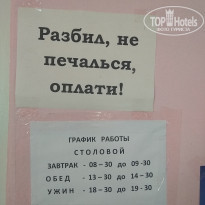 TOP Hotels
Разбил, не
печалься,
оплати!
ГРАФИК РАБОТЫ
СТОЛОВОЙ
ЗАВТРАК - 08 – 30 до 09 -30
ОБЕД - 13 – 30 до 14 – 30
УЖИН - 18 – 30 до 19 - 30